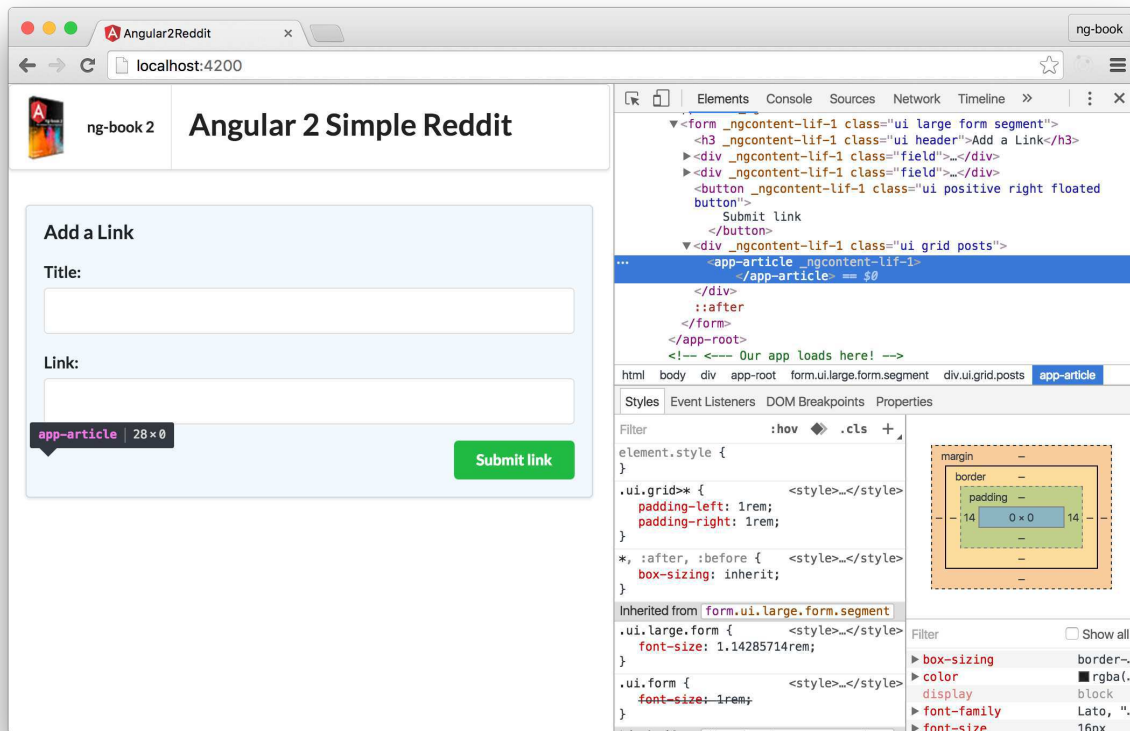 Angular2Reddit
ng-book
localhost:4200
ng-book 2
Angular 2 Simple Reddit
Add a Link
Title:
Link:
app-article | 28×0
Submit link
Elements Console Sources Network Timeline »
▼<form _ngcontent-lif-1 class="ui large form segment">
<h3 _ngcontent-lif-1 class="ui header">Add a Link</h3>
▶<div _ngcontent-lif-1 class="field">…</div>
▶<div _ngcontent-lif-1 class="field">…</div>
<button _ngcontent-lif-1 class="ui positive right floated
button">
Submit link
</button>
▼<div _ngcontent-lif-1 class="ui grid posts">
… <app-article _ngcontent-lif-1>
</app-article> == $0
</div>
::after
</form>
</app-root>
<!-- <--- Our app loads here! -->
html body div app-root form.ui.large.form.segment div.ui.grid.posts app-article
Styles Event Listeners DOM Breakpoints Properties
Filter :hov .cls +
element.style {
}
.ui.grid>* { <style>…</style>
padding-left: 1rem;
padding-right: 1rem;
}
*, :after, :before { <style>…</style>
box-sizing: inherit;
}
Inherited from form.ui.large.form.segment
.ui.large.form { <style>…</style>
font-size: 1.14285714rem;
}
.ui.form { <style>…</style>
font-size: 1rem;
}
margin –
border –
padding –
– – 14 0 × 0 14 – –
–
–
–
Filter Show all
▶ box-sizing border-…
▶ color rgba(…
display block
▶ font-family Lato, "…
▶ font-size 16px